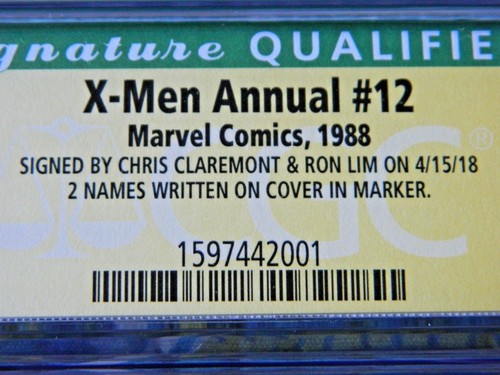 gnature QUALIFIE
X-Men Annual #12
Marvel Comics, 1988
SIGNED BY CHRIS CLAREMONT & RON LIM ON 4/15/18
2 NAMES WRITTEN ON COVER IN MARKER.
CGC®
1597442001